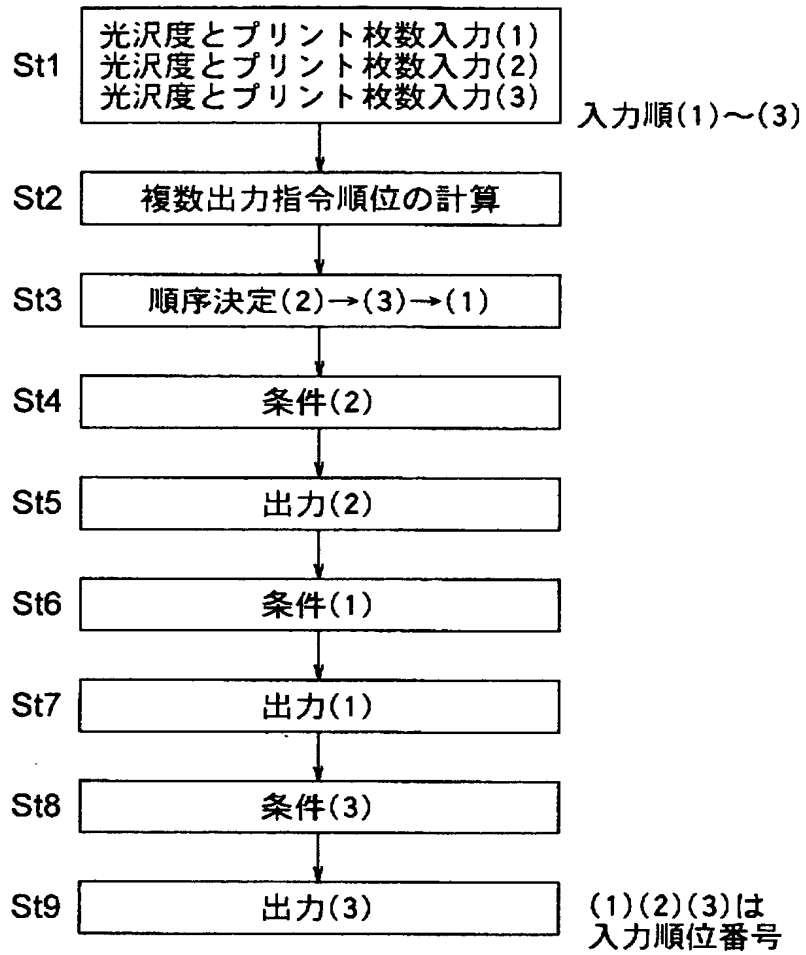 St1
光沢度とプリント枚数入力(1)
光沢度とプリント枚数入力(2)
光沢度とプリント枚数入力(3)
入力順(1)～(3)
St2
複数出力指令順位の計算
St3
順序決定(2)→(3)→(1)
St4
条件(2)
St5
出力(2)
St6
条件(1)
St7
出力(1)
St8
条件(3)
St9
出力(3)
(1)(2)(3)は
入力順位番号